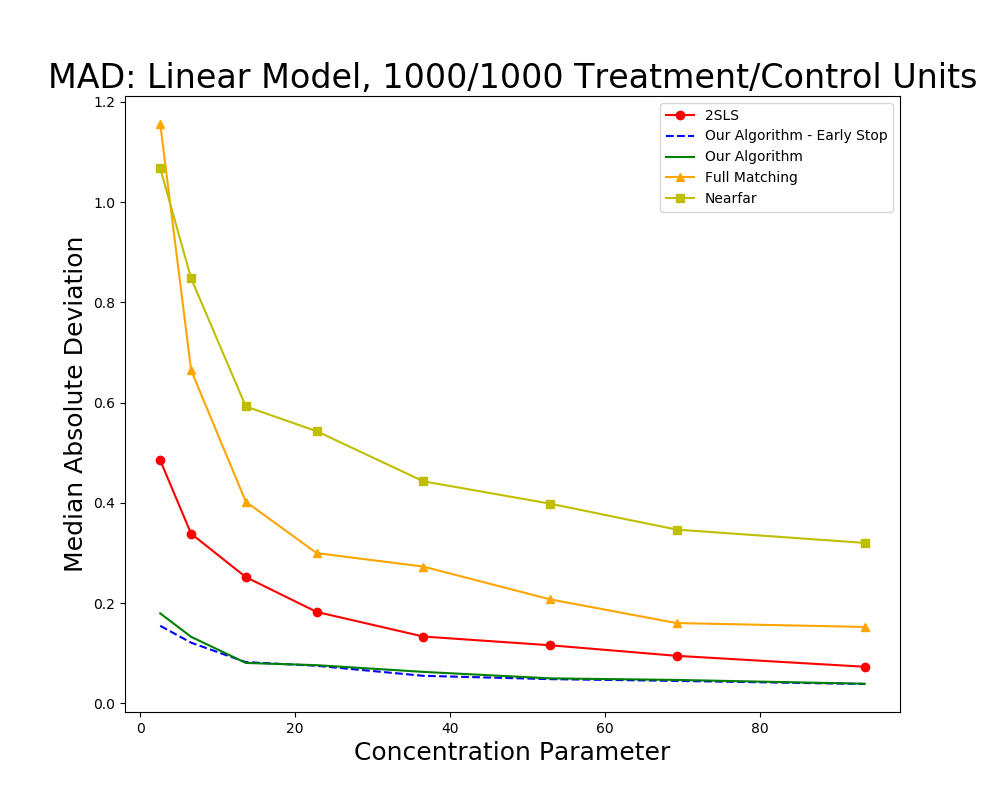 MAD: Linear Model, 1000/1000 Treatment/Control Units
2SLS
Our Algorithm - Early Stop
Our Algorithm
Full Matching
Nearfar
Median Absolute Deviation
1.2
1.0
0.8
0.6
0.4
0.2
0.0
0 20 40 60 80
Concentration Parameter